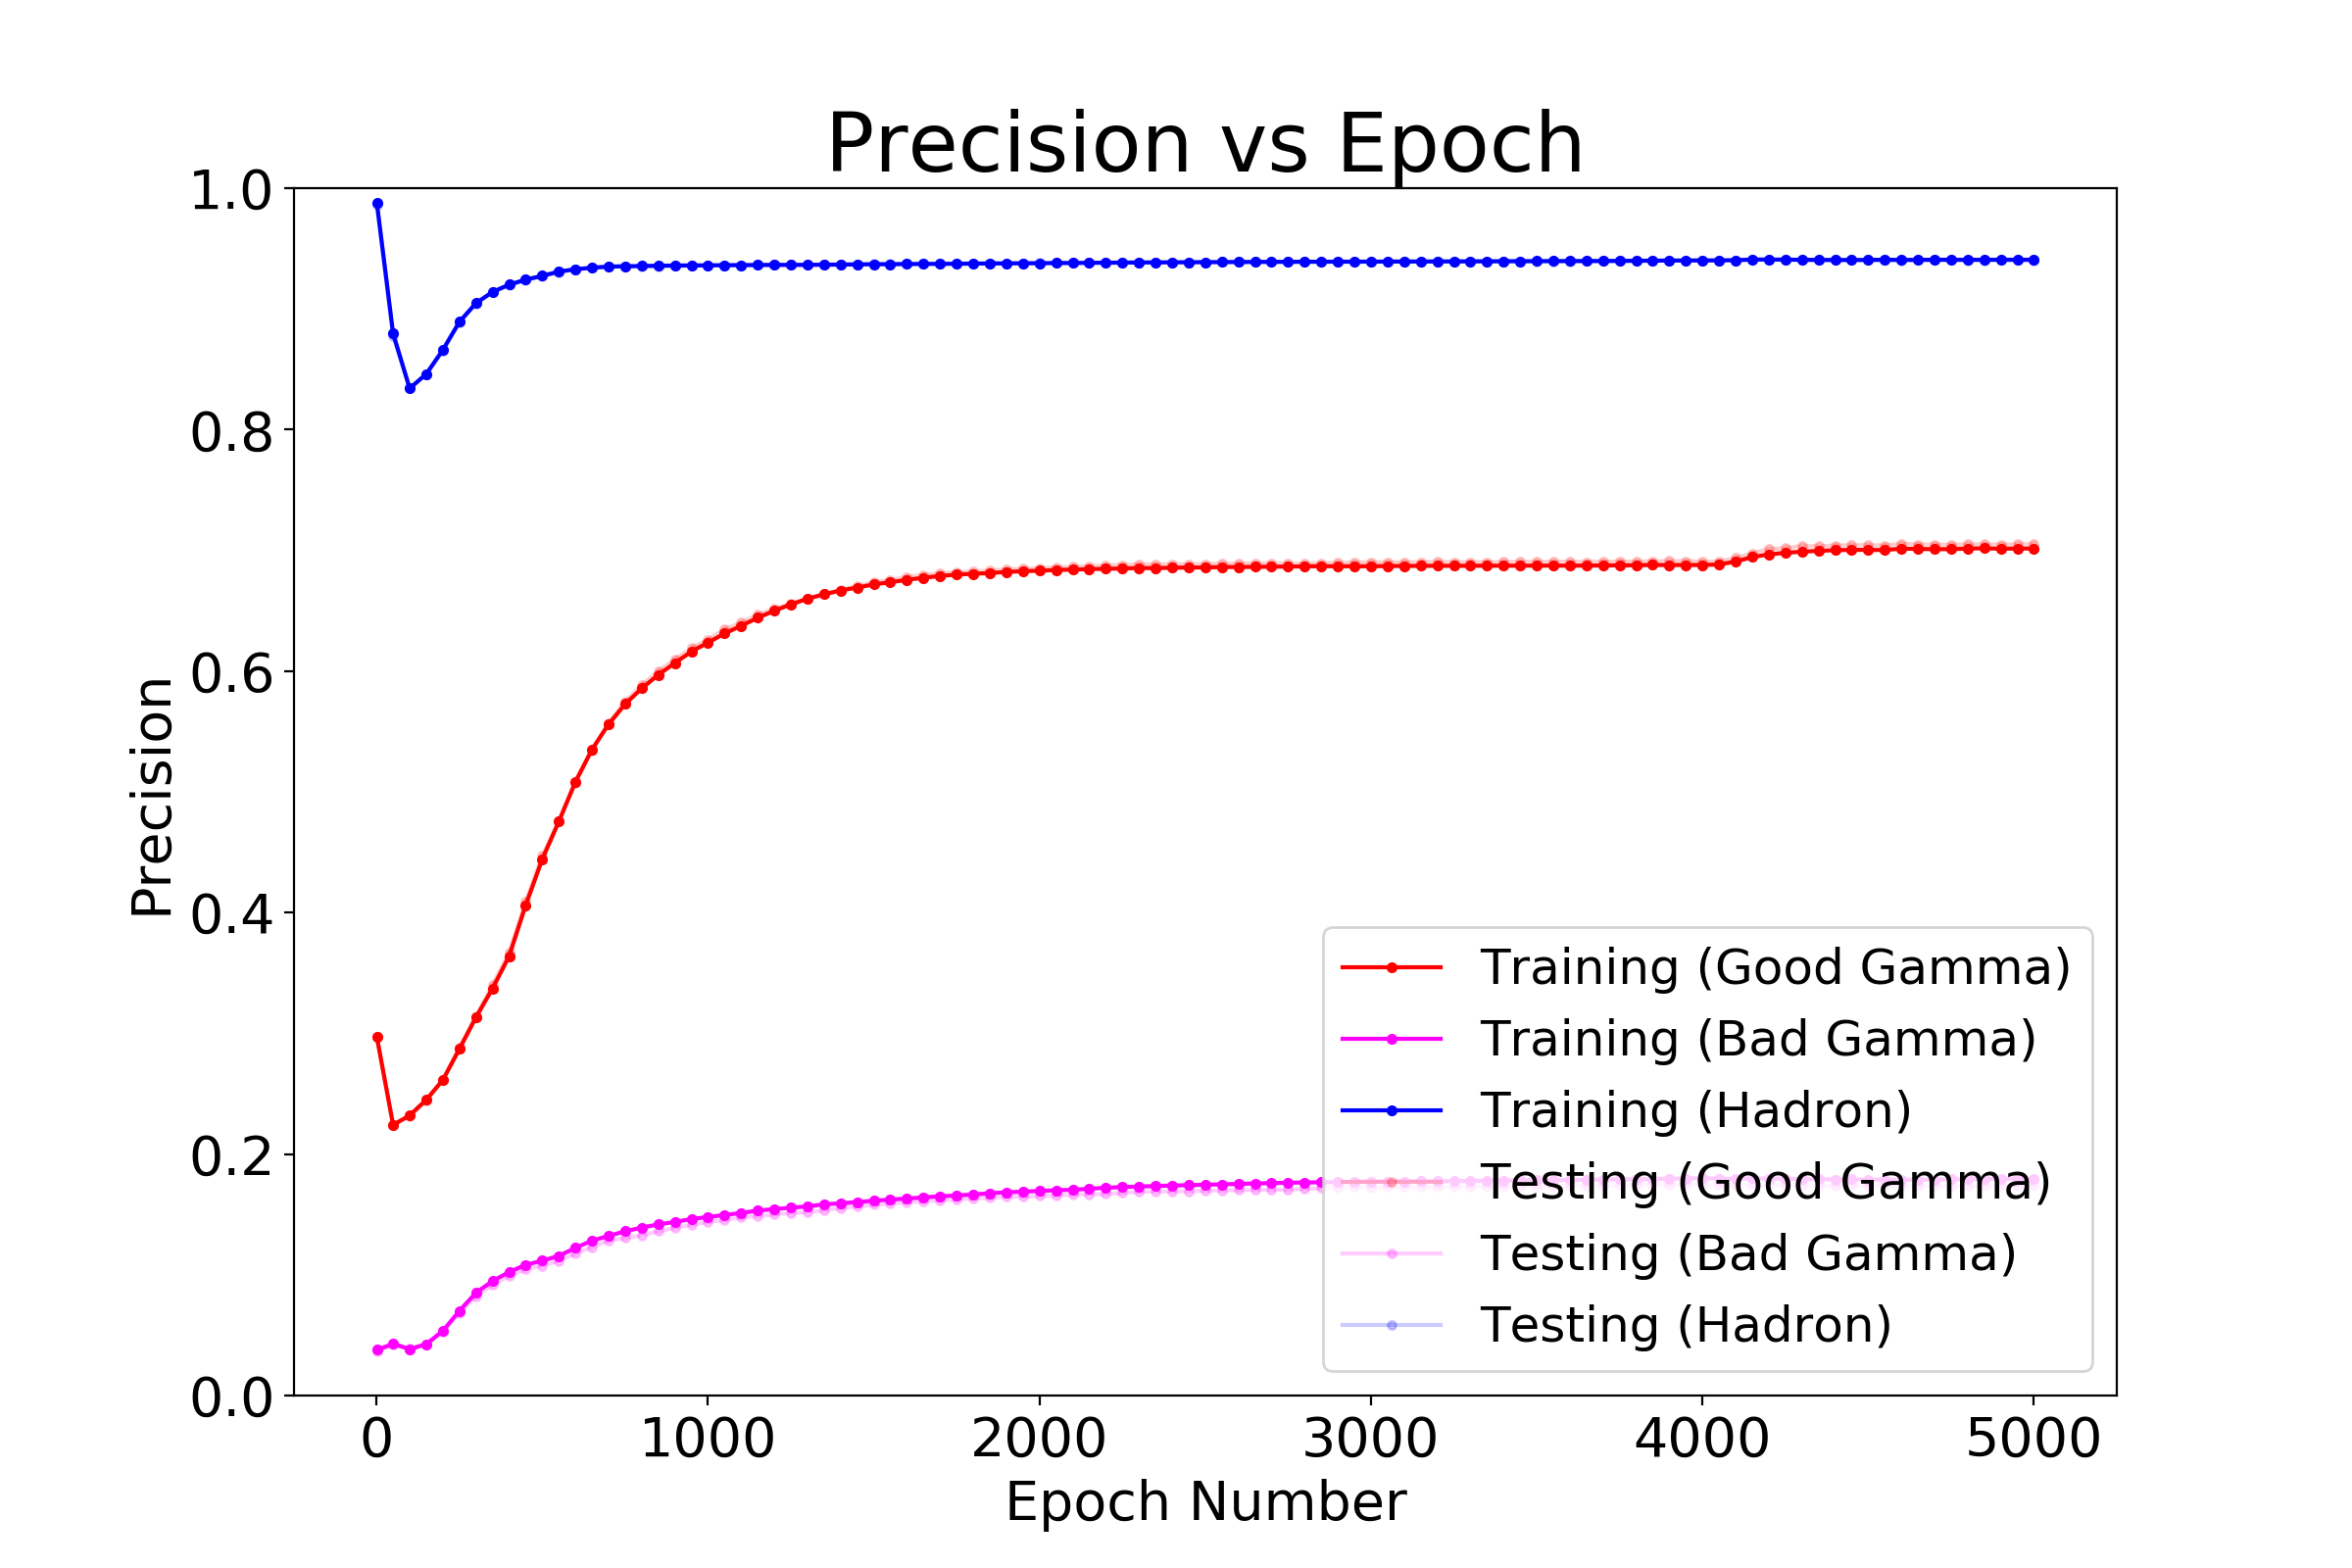 Precision vs Epoch
1.0
0.8
0.6
0.4
0.2
0.0
Precision
Training (Good Gamma)
Training (Bad Gamma)
Training (Hadron)
Testing (Good Gamma)
Testing (Bad Gamma)
Testing (Hadron)
0 1000 2000 3000 4000 5000
Epoch Number